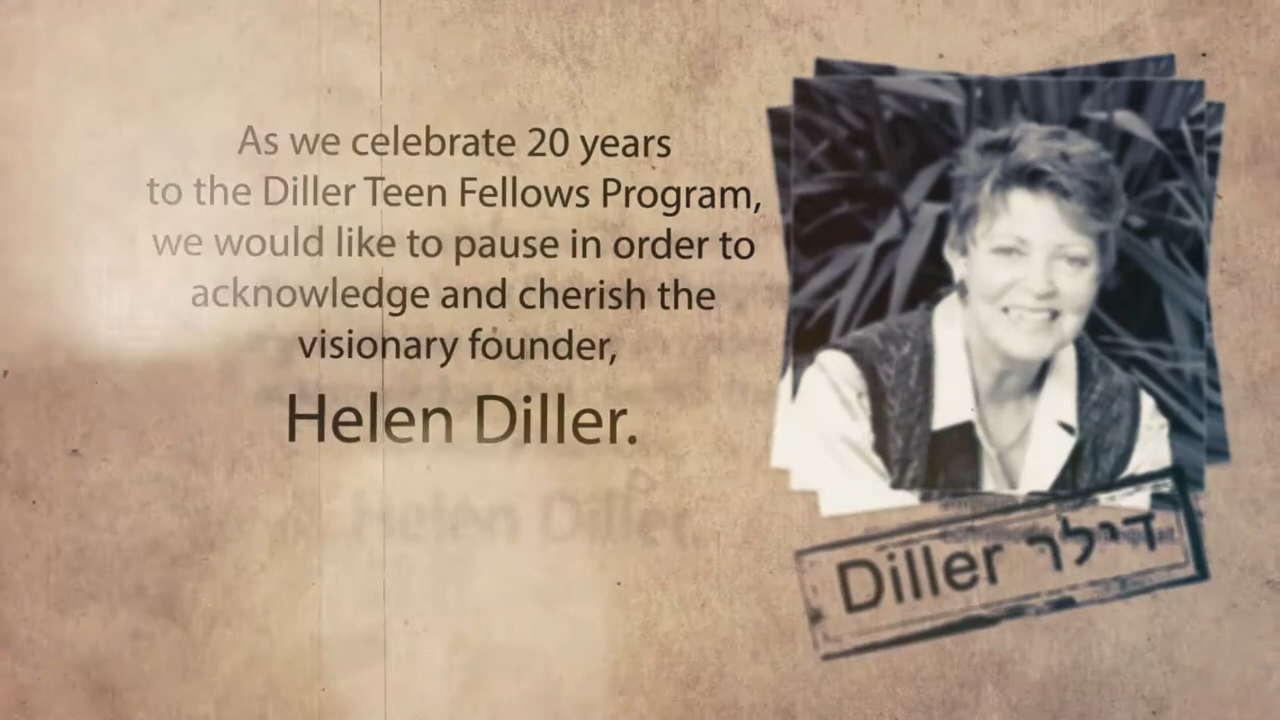 As we celebrate 20 years
to the Diller Teen Fellows Program,
we would like to pause in order to
acknowledge and cherish the
visionary founder,
Helen Diller.
Diller דילר